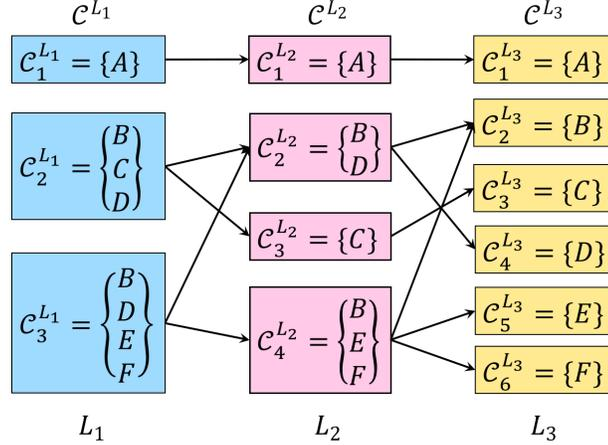 𝒞^{L_1} 𝒞^{L_2} 𝒞^{L_3}
𝒞_1^{L_1} = {A} 𝒞_1^{L_2} = {A} 𝒞_1^{L_3} = {A}
𝒞_2^{L_1} = {B C D} 𝒞_2^{L_2} = {B D} 𝒞_2^{L_3} = {B}
𝒞_3^{L_2} = {C} 𝒞_3^{L_3} = {C}
𝒞_4^{L_3} = {D}
𝒞_3^{L_1} = {B D E F} 𝒞_4^{L_2} = {B E F} 𝒞_5^{L_3} = {E}
𝒞_6^{L_3} = {F}
L_1 L_2 L_3